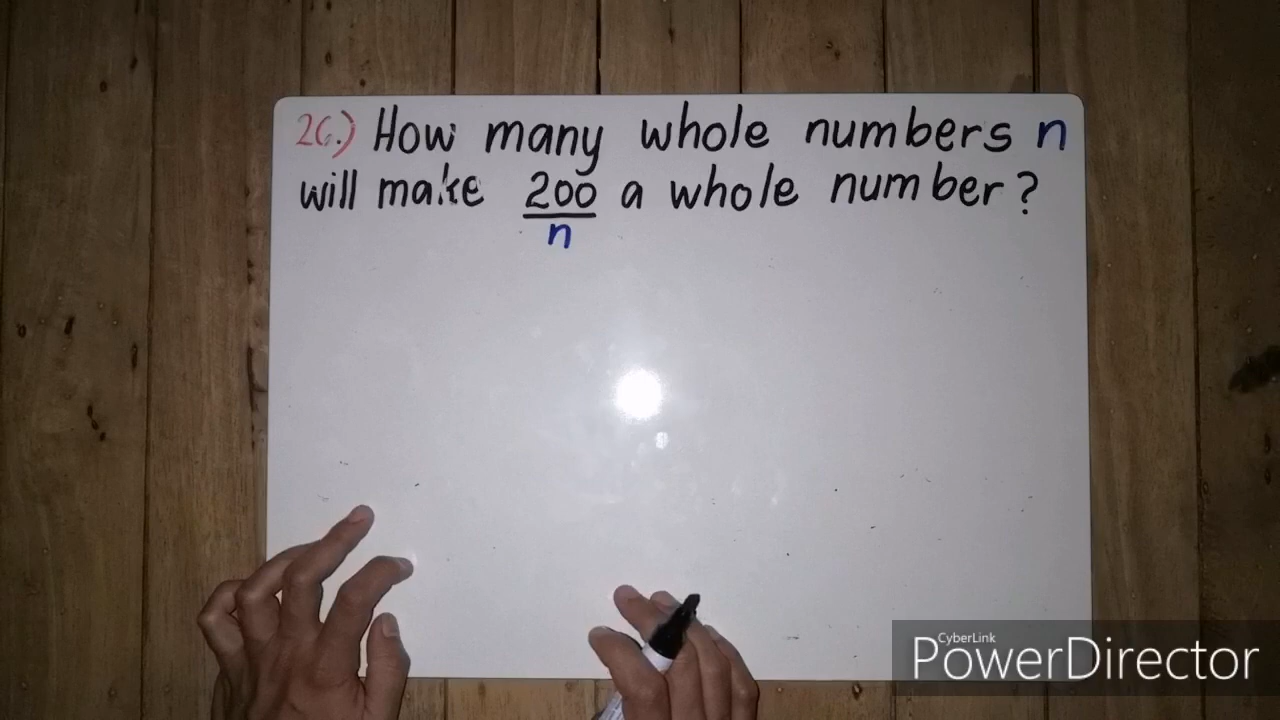 26.) How many whole numbers n
will make 200 a whole number?
n
CyberLink
PowerDirector